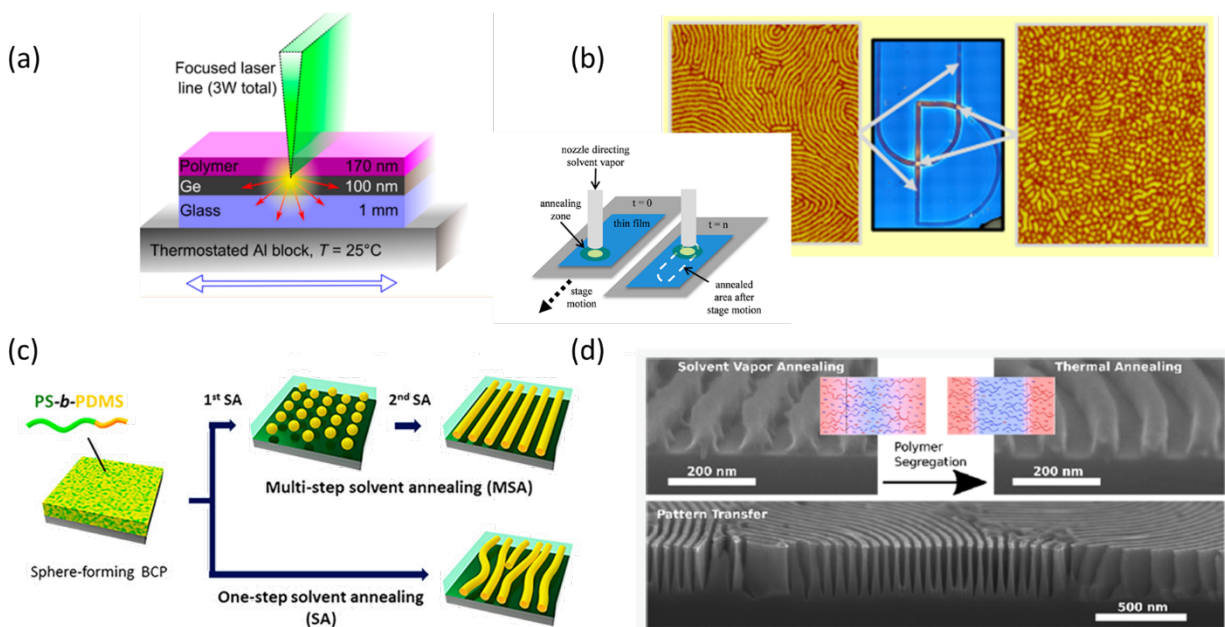 (a)
Focused laser
line (3W total)
Polymer 170 nm
Ge 100 nm
Glass 1 mm
Thermostated Al block, T = 25°C
(b)
nozzle directing
solvent vapor
annealing
zone
t = 0
thin film
t = n
stage
motion
annealed
area after
stage motion
(c)
PS-b-PDMS
Sphere-forming BCP
1st SA
2nd SA
Multi-step solvent annealing (MSA)
One-step solvent annealing
(SA)
(d)
Solvent Vapor Annealing
Thermal Annealing
Polymer
Segregation
200 nm
200 nm
Pattern Transfer
500 nm